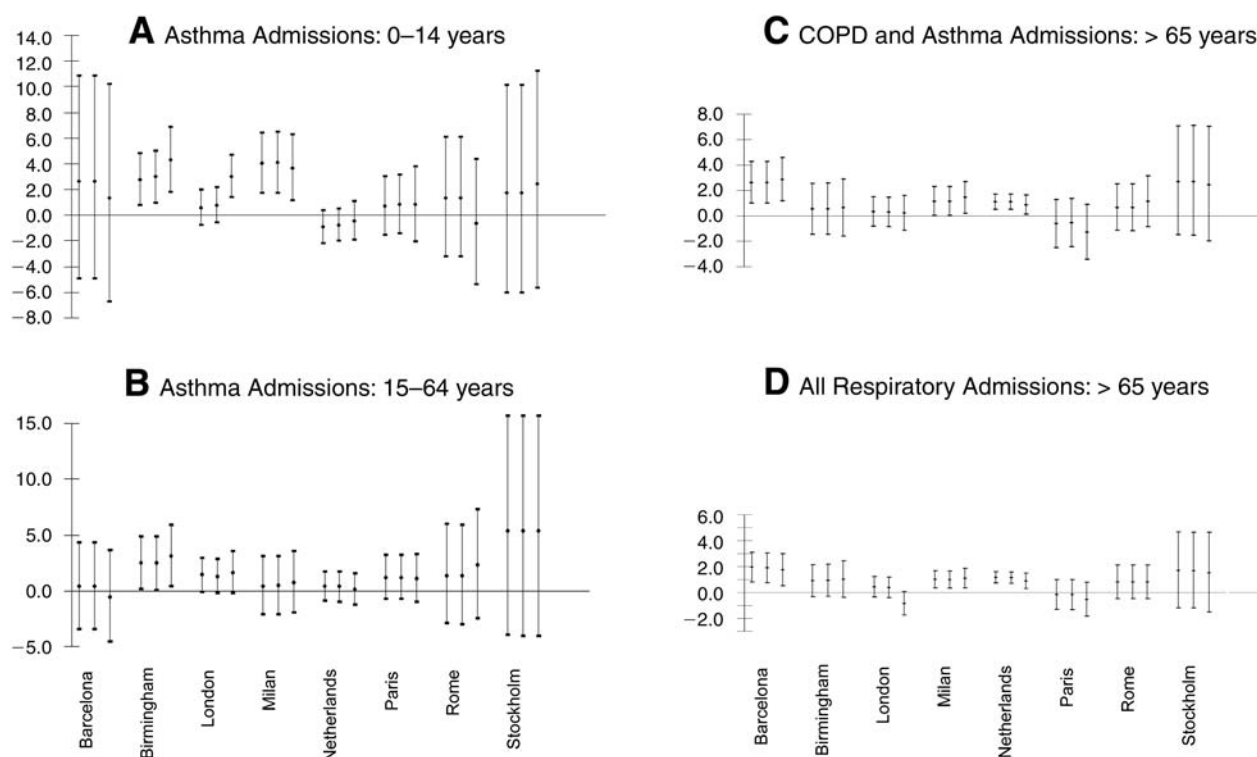 A Asthma Admissions: 0–14 years
14.0
12.0
10.0
8.0
6.0
4.0
2.0
0.0
−2.0
−4.0
−6.0
−8.0
B Asthma Admissions: 15–64 years
15.0
10.0
5.0
0.0
−5.0
Barcelona
Birmingham
London
Milan
Netherlands
Paris
Rome
Stockholm
C COPD and Asthma Admissions: > 65 years
8.0
6.0
4.0
2.0
0.0
−2.0
−4.0
D All Respiratory Admissions: > 65 years
6.0
4.0
2.0
0.0
−2.0
Barcelona
Birmingham
London
Milan
Netherlands
Paris
Rome
Stockholm